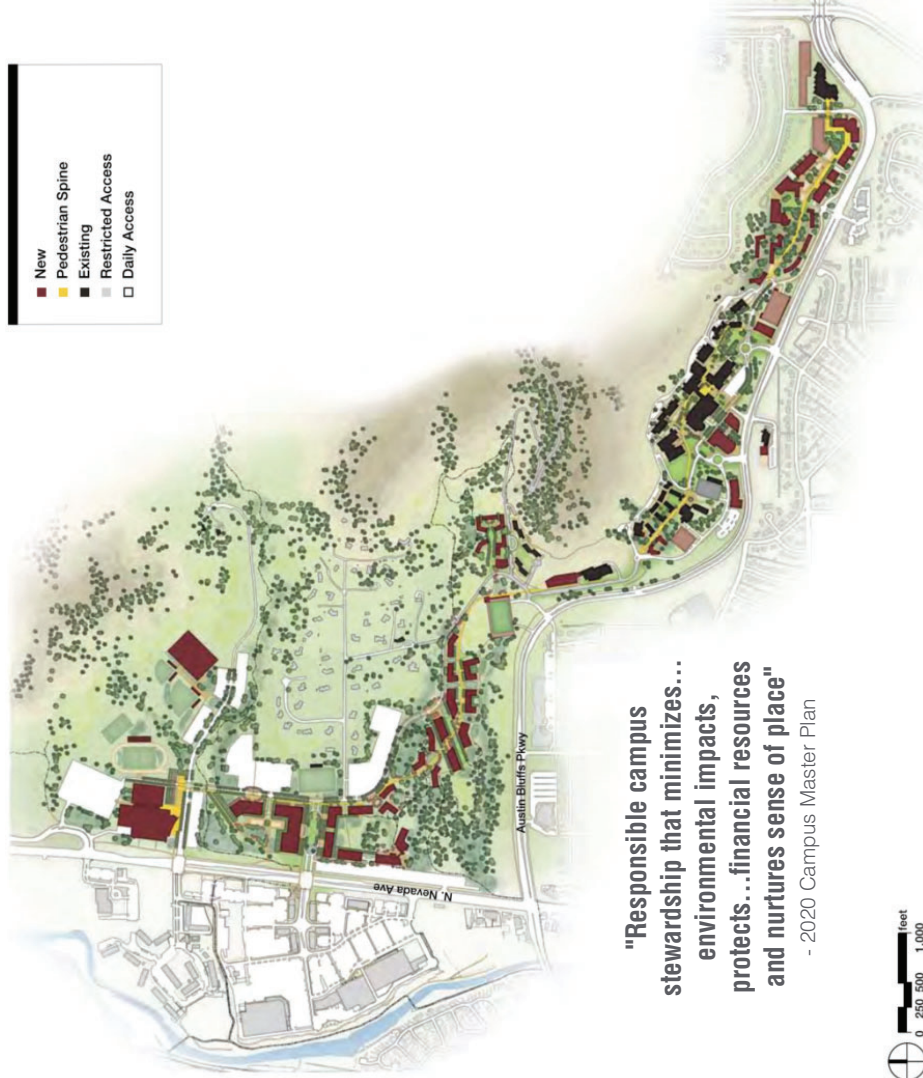 New
Pedestrian Spine
Existing
Restricted Access
Daily Access
N. Nevada Ave
Austin Bluffs Pkwy
"Responsible campus
stewardship that minimizes...
environmental impacts,
protects...financial resources
and nurtures sense of place"
- 2020 Campus Master Plan
0 250 500 1,000
feet